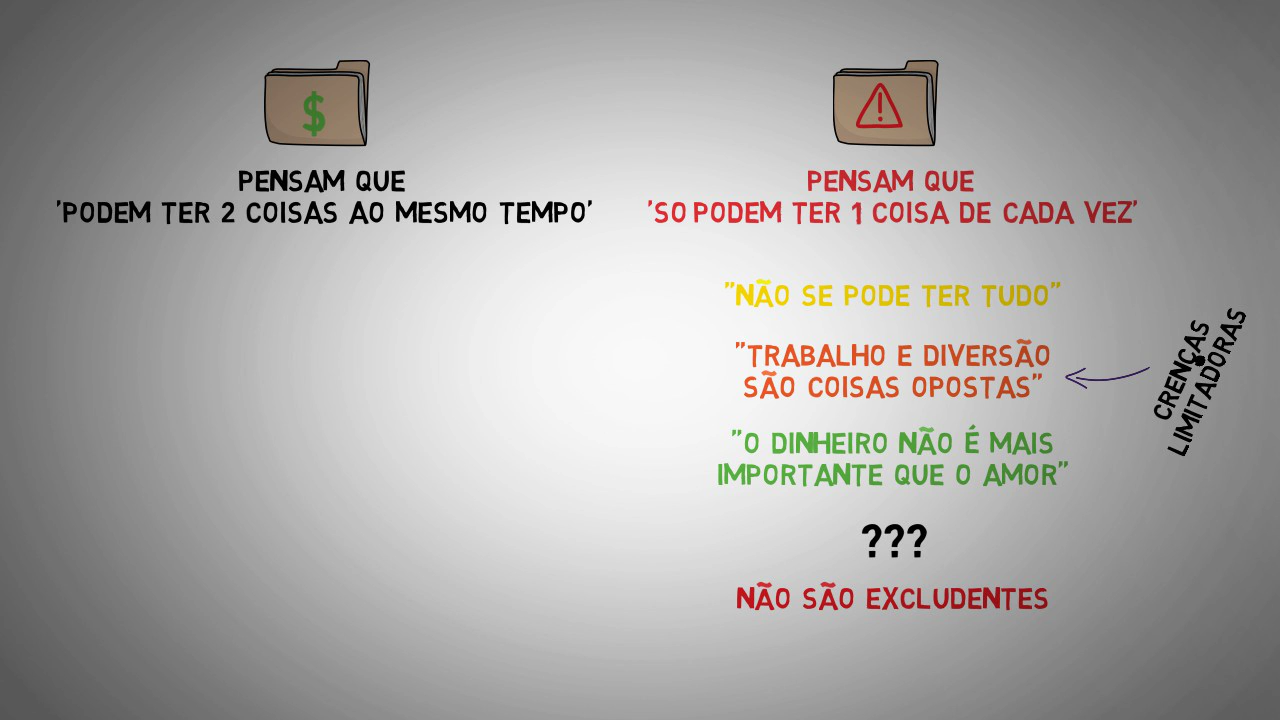 $
PENSAM QUE
'PODEM TER 2 COISAS AO MESMO TEMPO'
PENSAM QUE
'SO PODEM TER 1 COISA DE CADA VEZ'
"NÃO SE PODE TER TUDO"
"TRABALHO E DIVERSÃO
SÃO COISAS OPOSTAS"
CRENÇAS
LIMITADORAS
"O DINHEIRO NÃO É MAIS
IMPORTANTE QUE O AMOR"
???
NÃO SÃO EXCLUDENTES